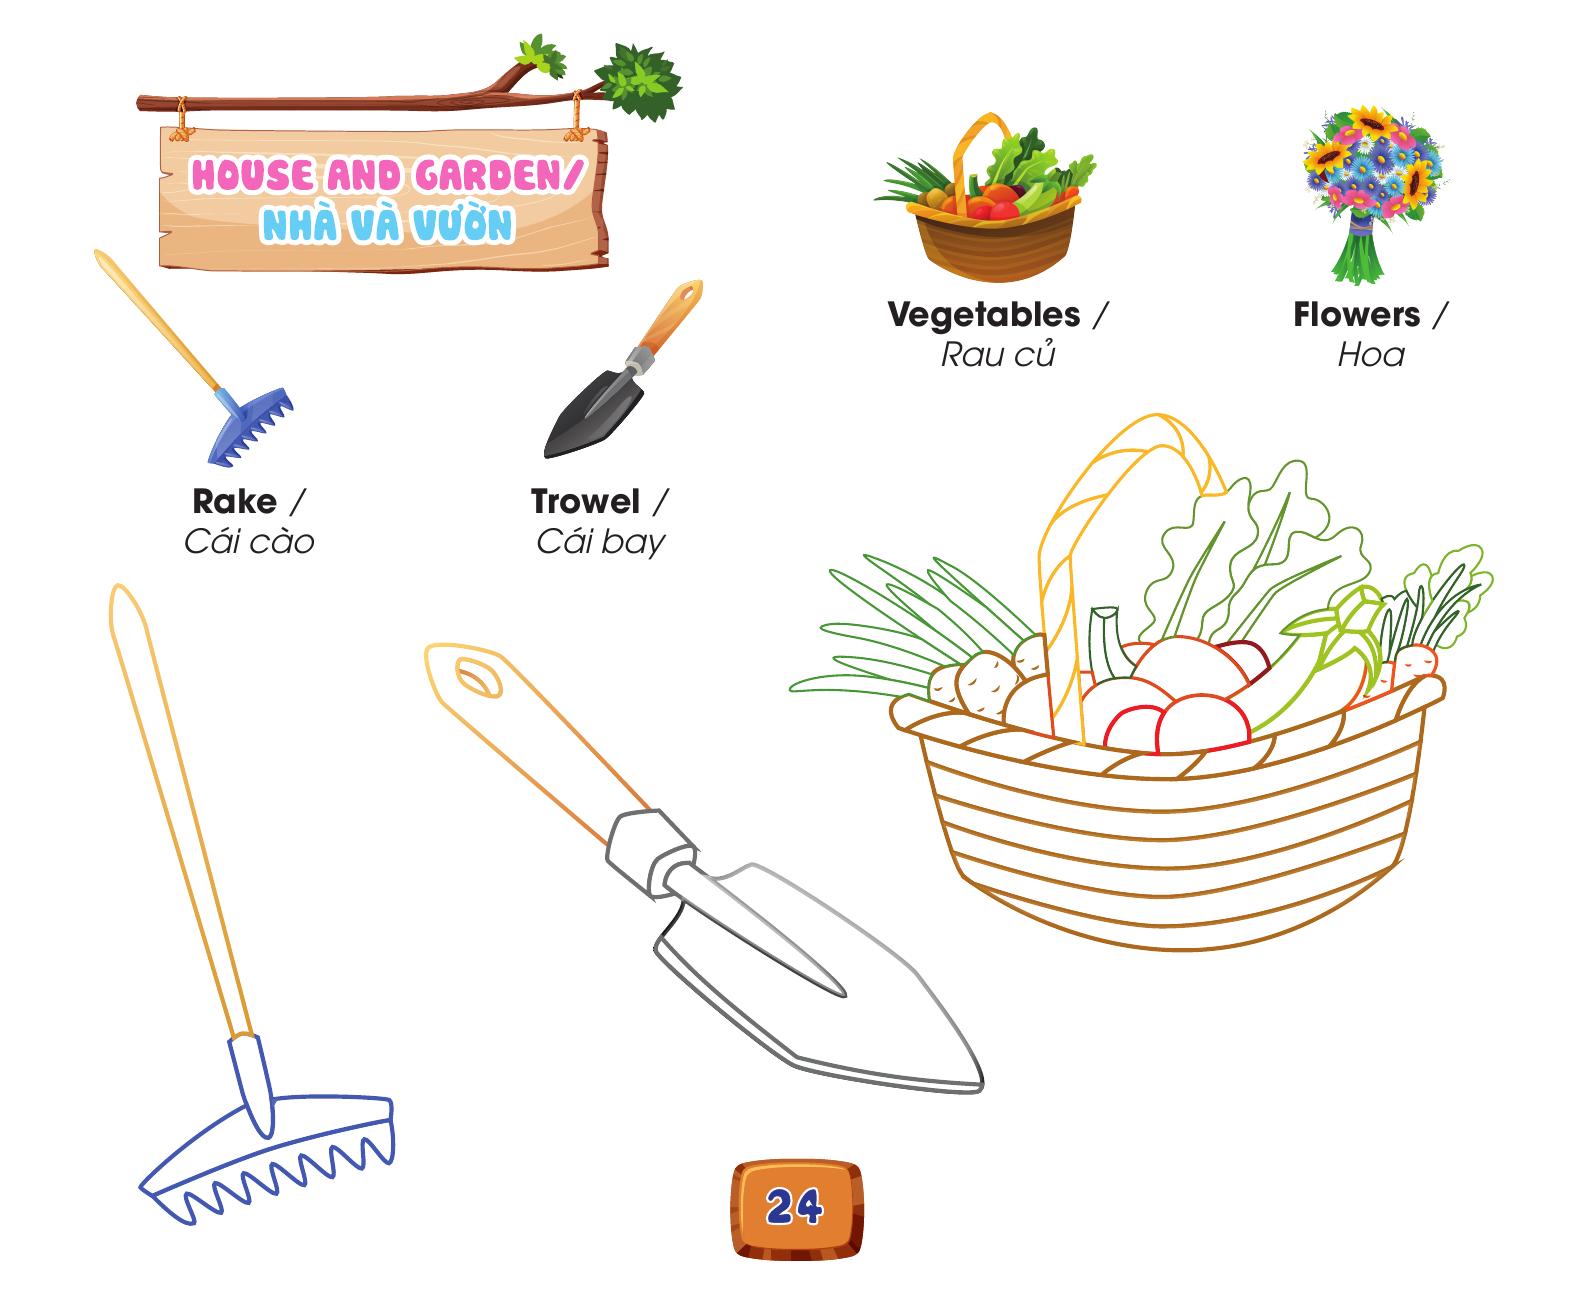 HOUSE AND GARDEN/
NHÀ VÀ VƯỜN
Vegetables /
Rau củ
Flowers /
Hoa
Rake /
Cái cào
Trowel /
Cái bay
24